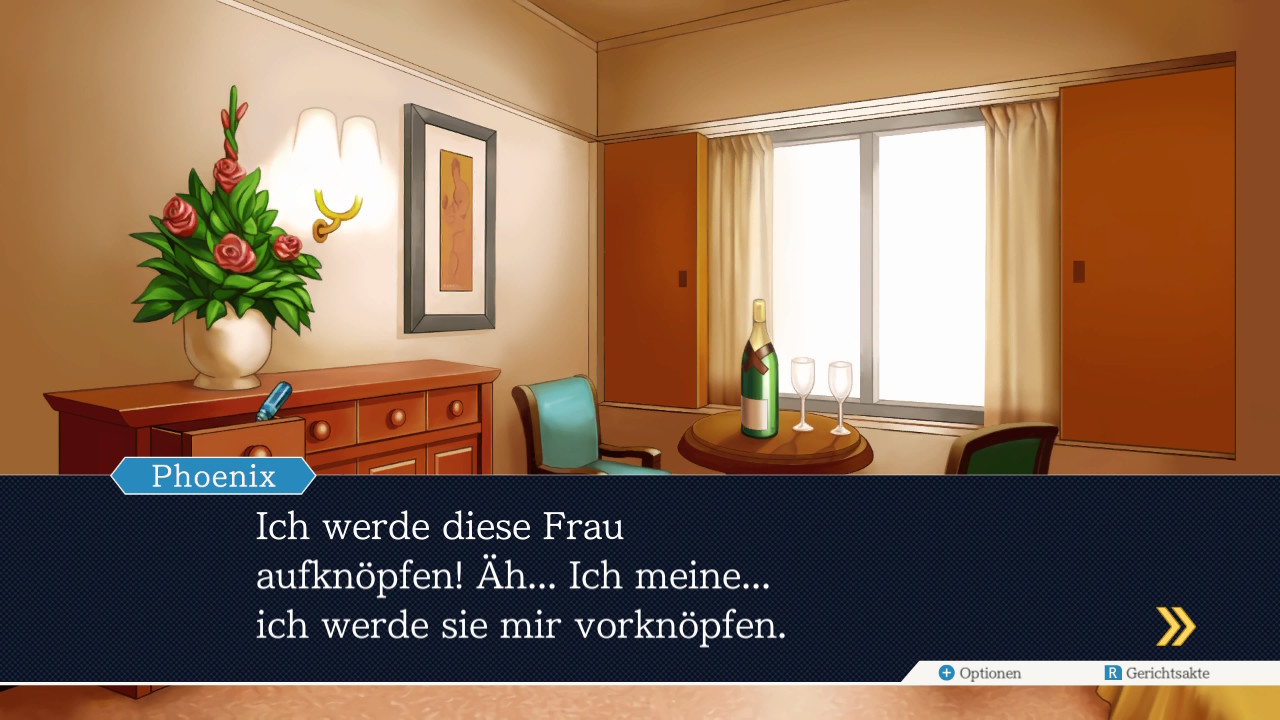 Phoenix
Ich werde diese Frau
aufknöpfen! Äh... Ich meine...
ich werde sie mir vorknöpfen.
+ Optionen
R Gerichtsakte